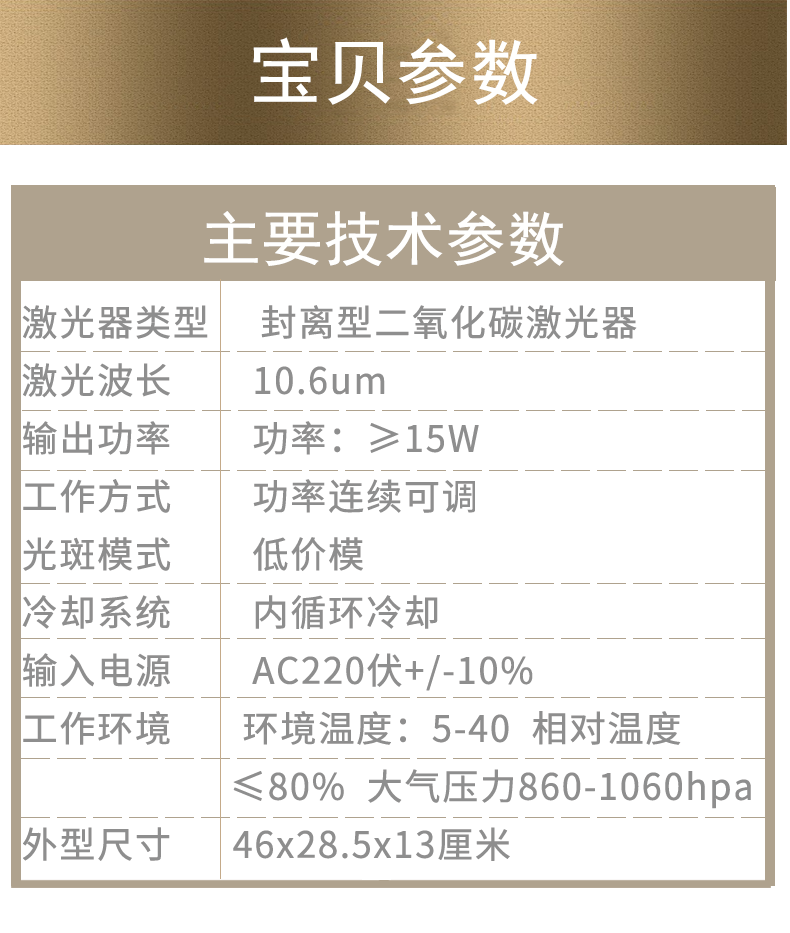 宝贝参数
主要技术参数
激光器类型 封离型二氧化碳激光器
激光波长 10.6um
输出功率 功率：≥15W
工作方式 功率连续可调
光斑模式 低价模
冷却系统 内循环冷却
输入电源 AC220伏+/-10%
工作环境 环境温度：5-40 相对温度
≤80% 大气压力860-1060hpa
外型尺寸 46x28.5x13厘米